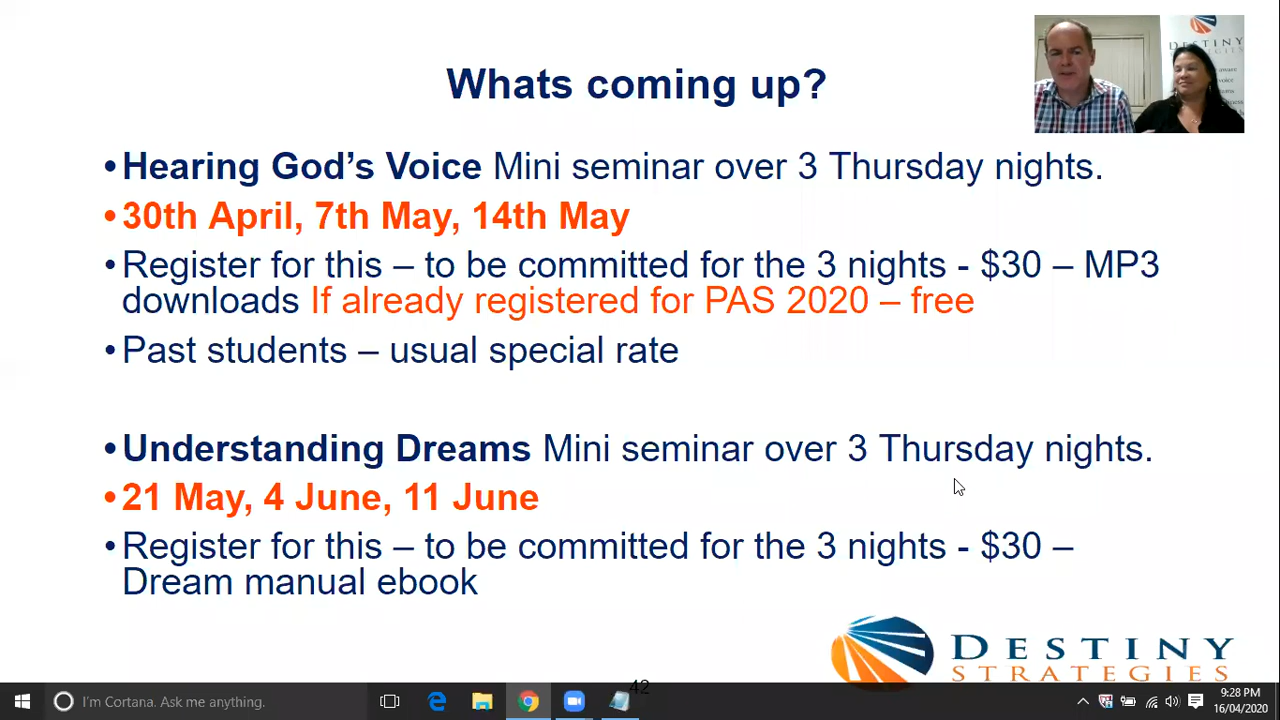 DESTINY
STRATEGIES
Whats coming up?
•Hearing God’s Voice Mini seminar over 3 Thursday nights.
•30th April, 7th May, 14th May
•Register for this – to be committed for the 3 nights - $30 – MP3
downloads If already registered for PAS 2020 – free
•Past students – usual special rate
•Understanding Dreams Mini seminar over 3 Thursday nights.
•21 May, 4 June, 11 June
•Register for this – to be committed for the 3 nights - $30 –
Dream manual ebook
DESTINY
STRATEGIES
42
I'm Cortana. Ask me anything.
9:28 PM
16/04/2020